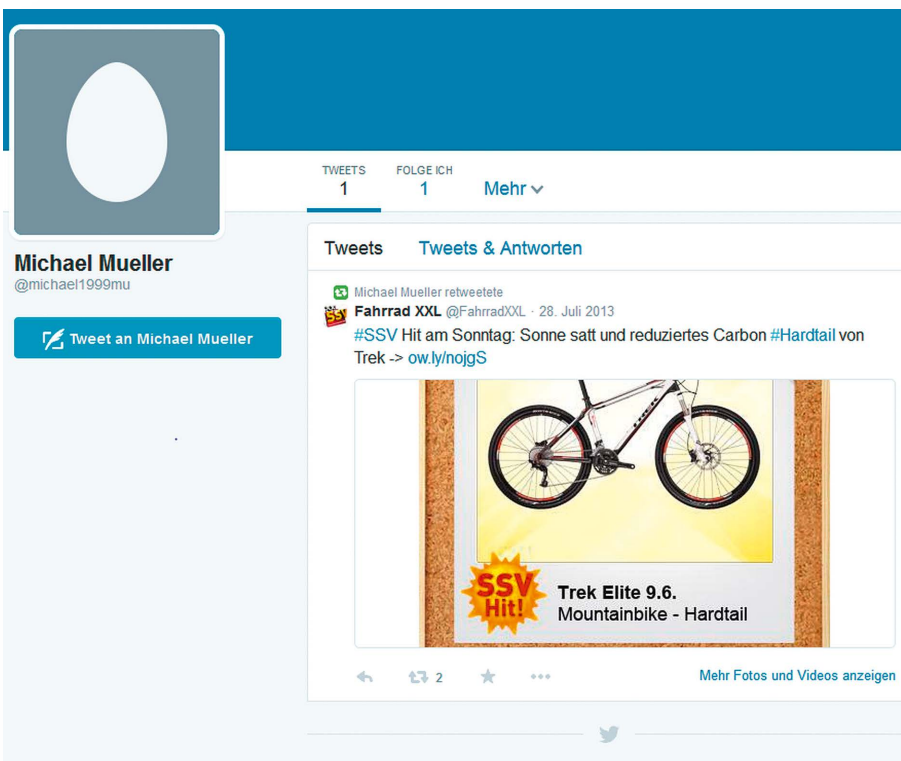 TWEETS
1
FOLGE ICH
1
Mehr
Michael Mueller
@michael1999mu
Tweet an Michael Mueller
Tweets
Tweets & Antworten
Michael Mueller retweetete
SSV
Fahrrad XXL @FahrradXXL · 28. Juli 2013
#SSV Hit am Sonntag: Sonne satt und reduziertes Carbon #Hardtail von
Trek -> ow.ly/nojgS
TREK
SSV
Hit!
Trek Elite 9.6.
Mountainbike - Hardtail
2
Mehr Fotos und Videos anzeigen